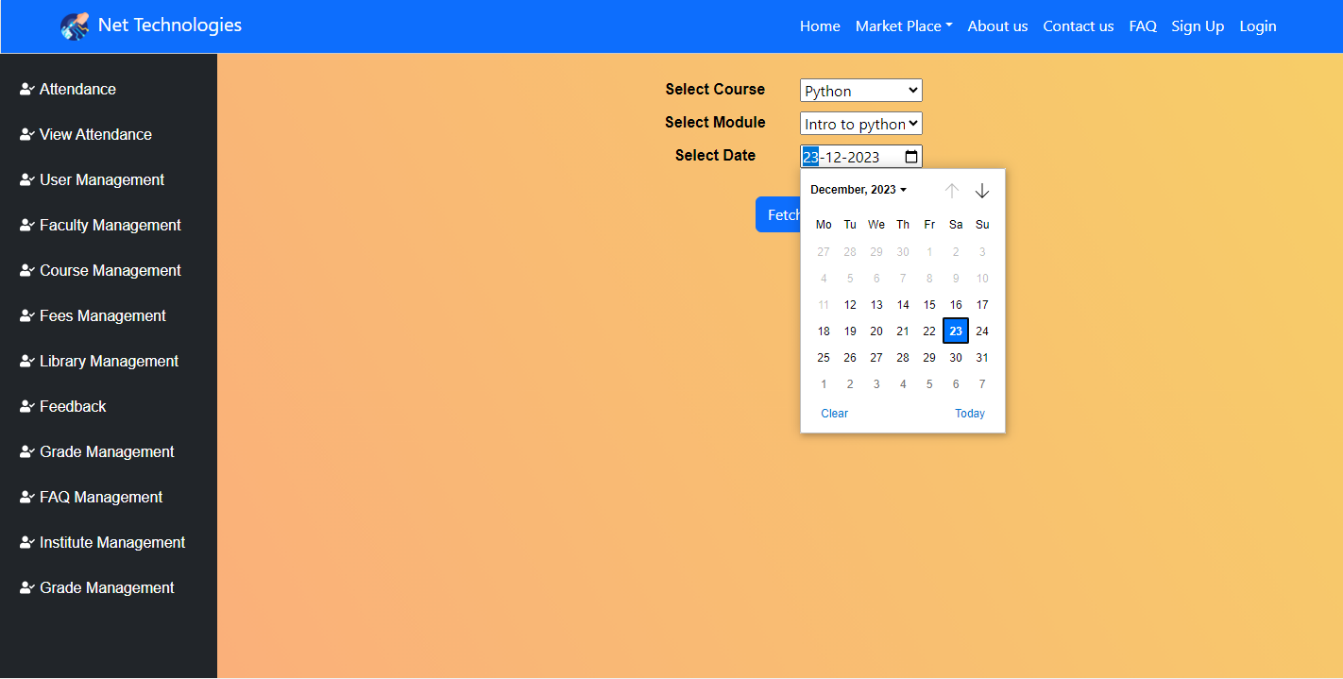 Net Technologies
Home Market Place About us Contact us FAQ Sign Up Login
Attendance
View Attendance
User Management
Faculty Management
Course Management
Fees Management
Library Management
Feedback
Grade Management
FAQ Management
Institute Management
Grade Management
Select Course Python
Select Module Intro to python
Select Date 23-12-2023
Fetch
December, 2023
Mo Tu We Th Fr Sa Su
27 28 29 30 1 2 3
4 5 6 7 8 9 10
11 12 13 14 15 16 17
18 19 20 21 22 23 24
25 26 27 28 29 30 31
1 2 3 4 5 6 7
Clear Today